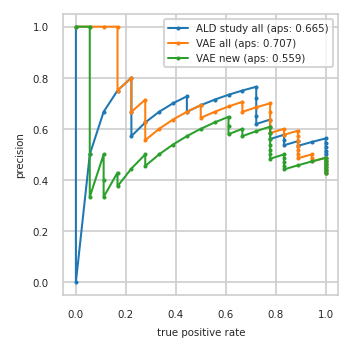 ALD study all (aps: 0.665)
VAE all (aps: 0.707)
VAE new (aps: 0.559)
1.0
0.8
0.6
0.4
0.2
0.0
precision
0.0 0.2 0.4 0.6 0.8 1.0
true positive rate